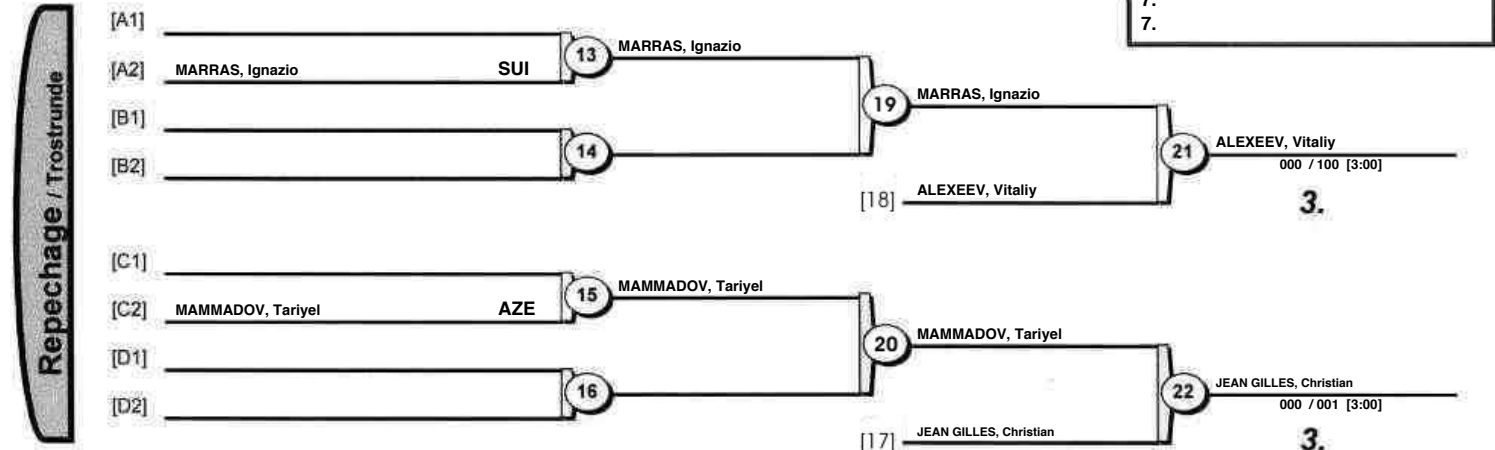 7.
7.
Repechage / Trostrunde
[A1]
[A2] MARRAS, Ignazio SUI
13
MARRAS, Ignazio
[B1]
[B2]
14
19
MARRAS, Ignazio
[18] ALEXEEV, Vitaliy
21
ALEXEEV, Vitaliy
000 / 100 [3:00]
3.
[C1]
[C2] MAMMADOV, Tariyel AZE
15
MAMMADOV, Tariyel
[D1]
[D2]
16
20
MAMMADOV, Tariyel
[17] JEAN GILLES, Christian
22
JEAN GILLES, Christian
000 / 001 [3:00]
3.